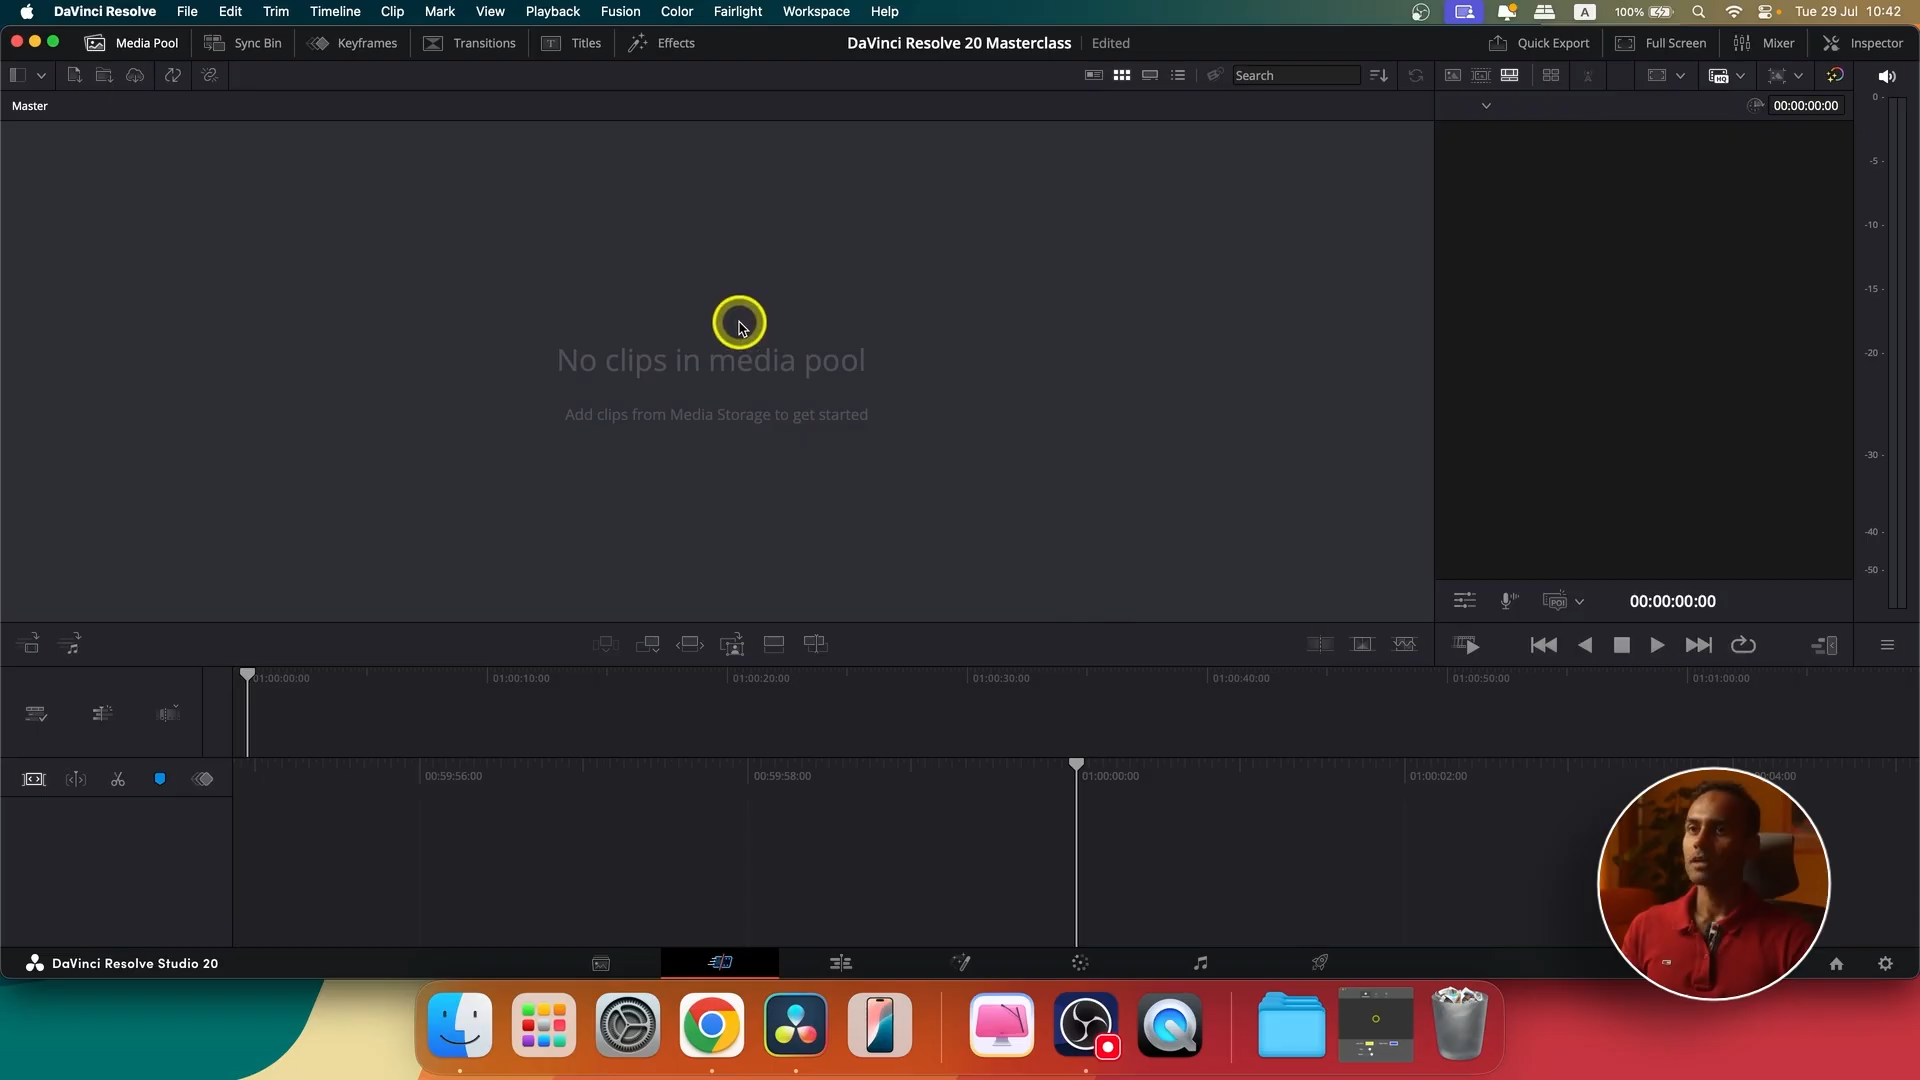 DaVinci Resolve File Edit Trim Timeline Clip Mark View Playback Fusion Color Fairlight Workspace Help A 100% Tue 29 Jul 10:42
Media Pool Sync Bin Keyframes Transitions T Titles Effects DaVinci Resolve 20 Masterclass Edited Quick Export Full Screen Mixer Inspector
Search HQ
Master 00:00:00:00
0
-5
-10
-15
-20
-30
-40
-50
No clips in media pool
Add clips from Media Storage to get started
POI 00:00:00:00
01:00:00:00 01:00:10:00 01:00:20:00 01:00:30:00 01:00:40:00 01:00:50:00 01:01:00:00
00:59:56:00 00:59:58:00 01:00:00:00 01:00:02:00
DaVinci Resolve Studio 20